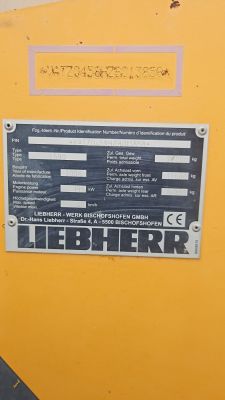 Fzg.-Ident.-Nr./Product Identification Number/Numéro d'identification du produit
PIN
Type
Type
Type
Zul. Ges. Gew.
Perm. total weight
Poids admissible
kg
Baujahr
Year of manufacture
Année de fabrication
Zul. Achslast vorn
Perm. axle weight front
Charge admis. sur ess. AV
kg
Motorleistung
Engine power
Puissance moteur
kW
Zul. Achslast hinten
Perm. axle weight rear
Charge admis. sur ess. AR
kg
Höchstgeschwindigkeit
Max. speed
Vitesse maxi.
km/h
LIEBHERR - WERK BISCHOFSHOFEN GMBH
Dr.-Hans Liebherr - Straße 4, A - 5500 BISCHOFSHOFEN
CE
LIEBHERR